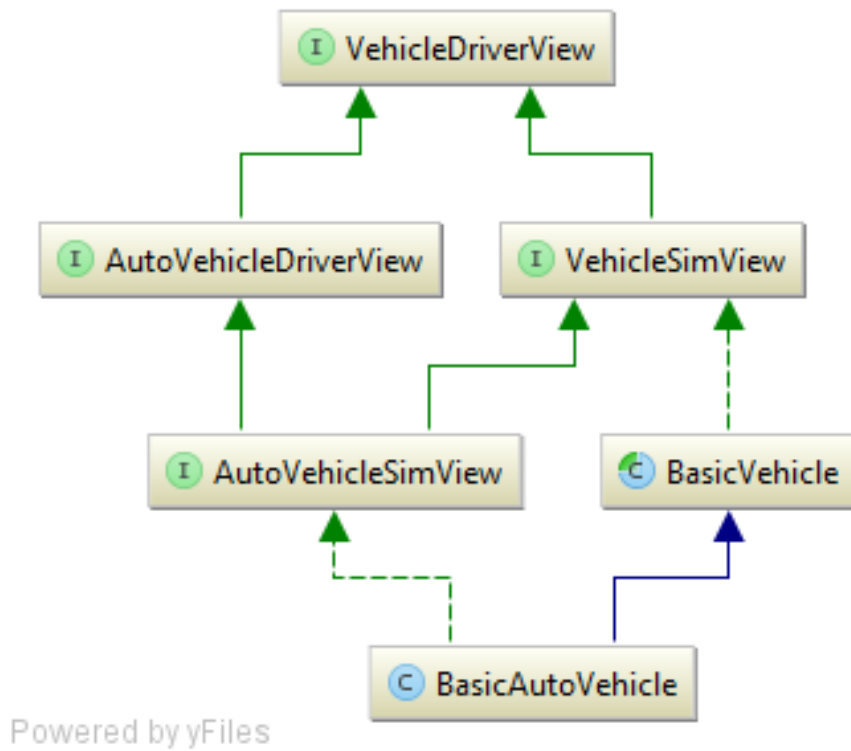 I VehicleDriverView
I AutoVehicleDriverView
I VehicleSimView
I AutoVehicleSimView
C BasicVehicle
C BasicAutoVehicle
Powered by yFiles